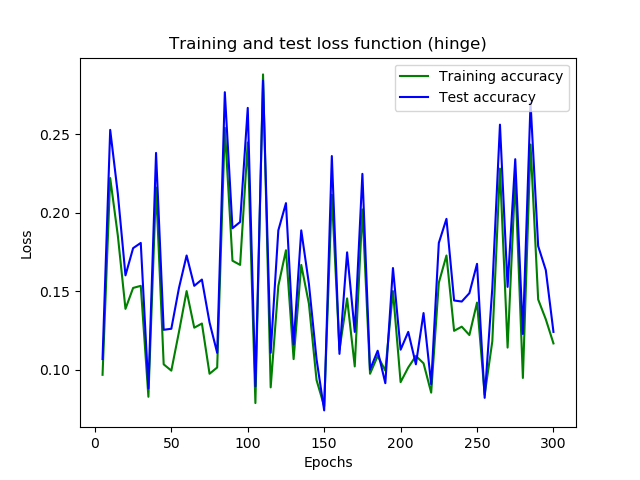 Training and test loss function (hinge)
Training accuracy
Test accuracy
0.25
0.20
0.15
0.10
Loss
0 50 100 150 200 250 300
Epochs